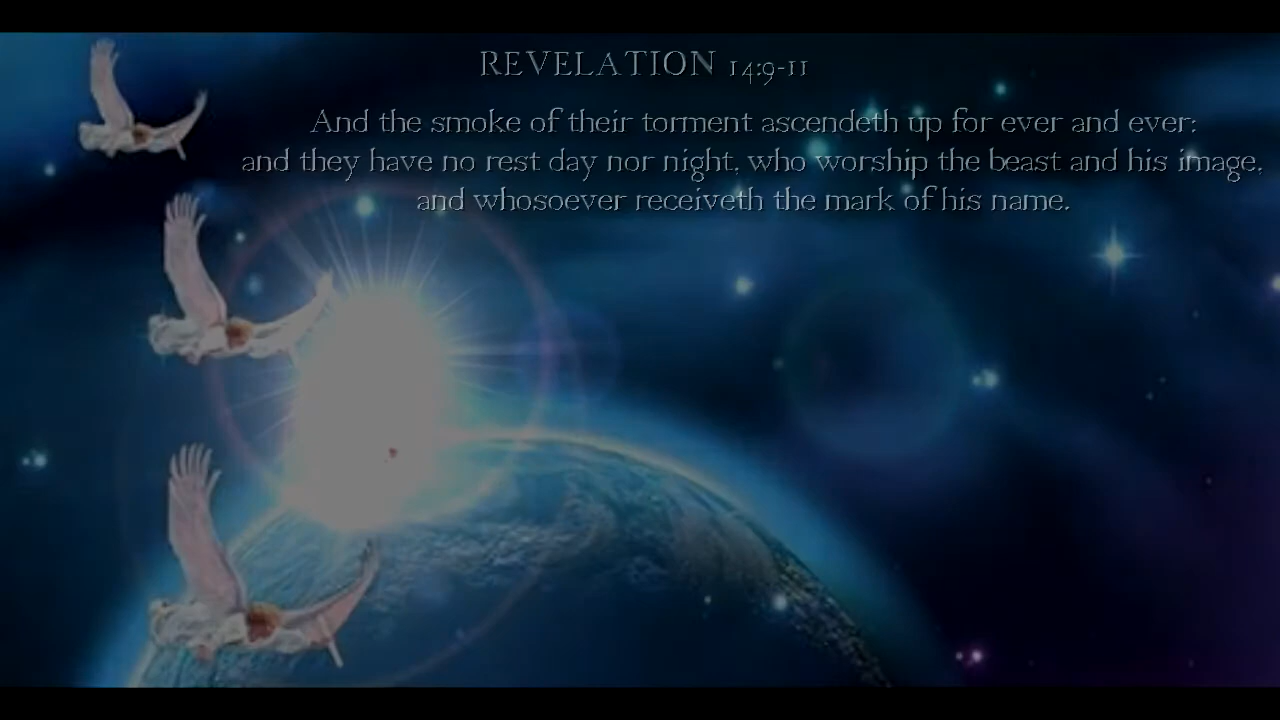 REVELATION 14:9-11
And the smoke of their torment ascendeth up for ever and ever:
and they have no rest day nor night, who worship the beast and his image,
and whosoever receiveth the mark of his name.